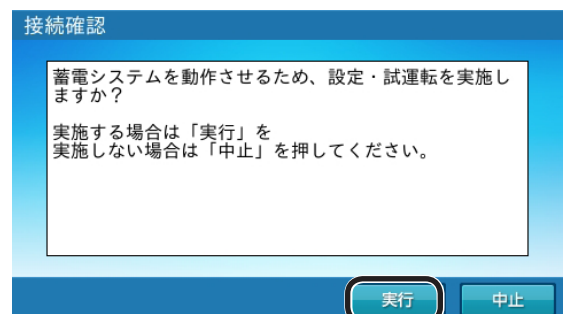 接続確認
蓄電システムを動作させるため、設定・試運転を実施し
ますか？
実施する場合は「実行」を
実施しない場合は「中止」を押してください。
実行
中止